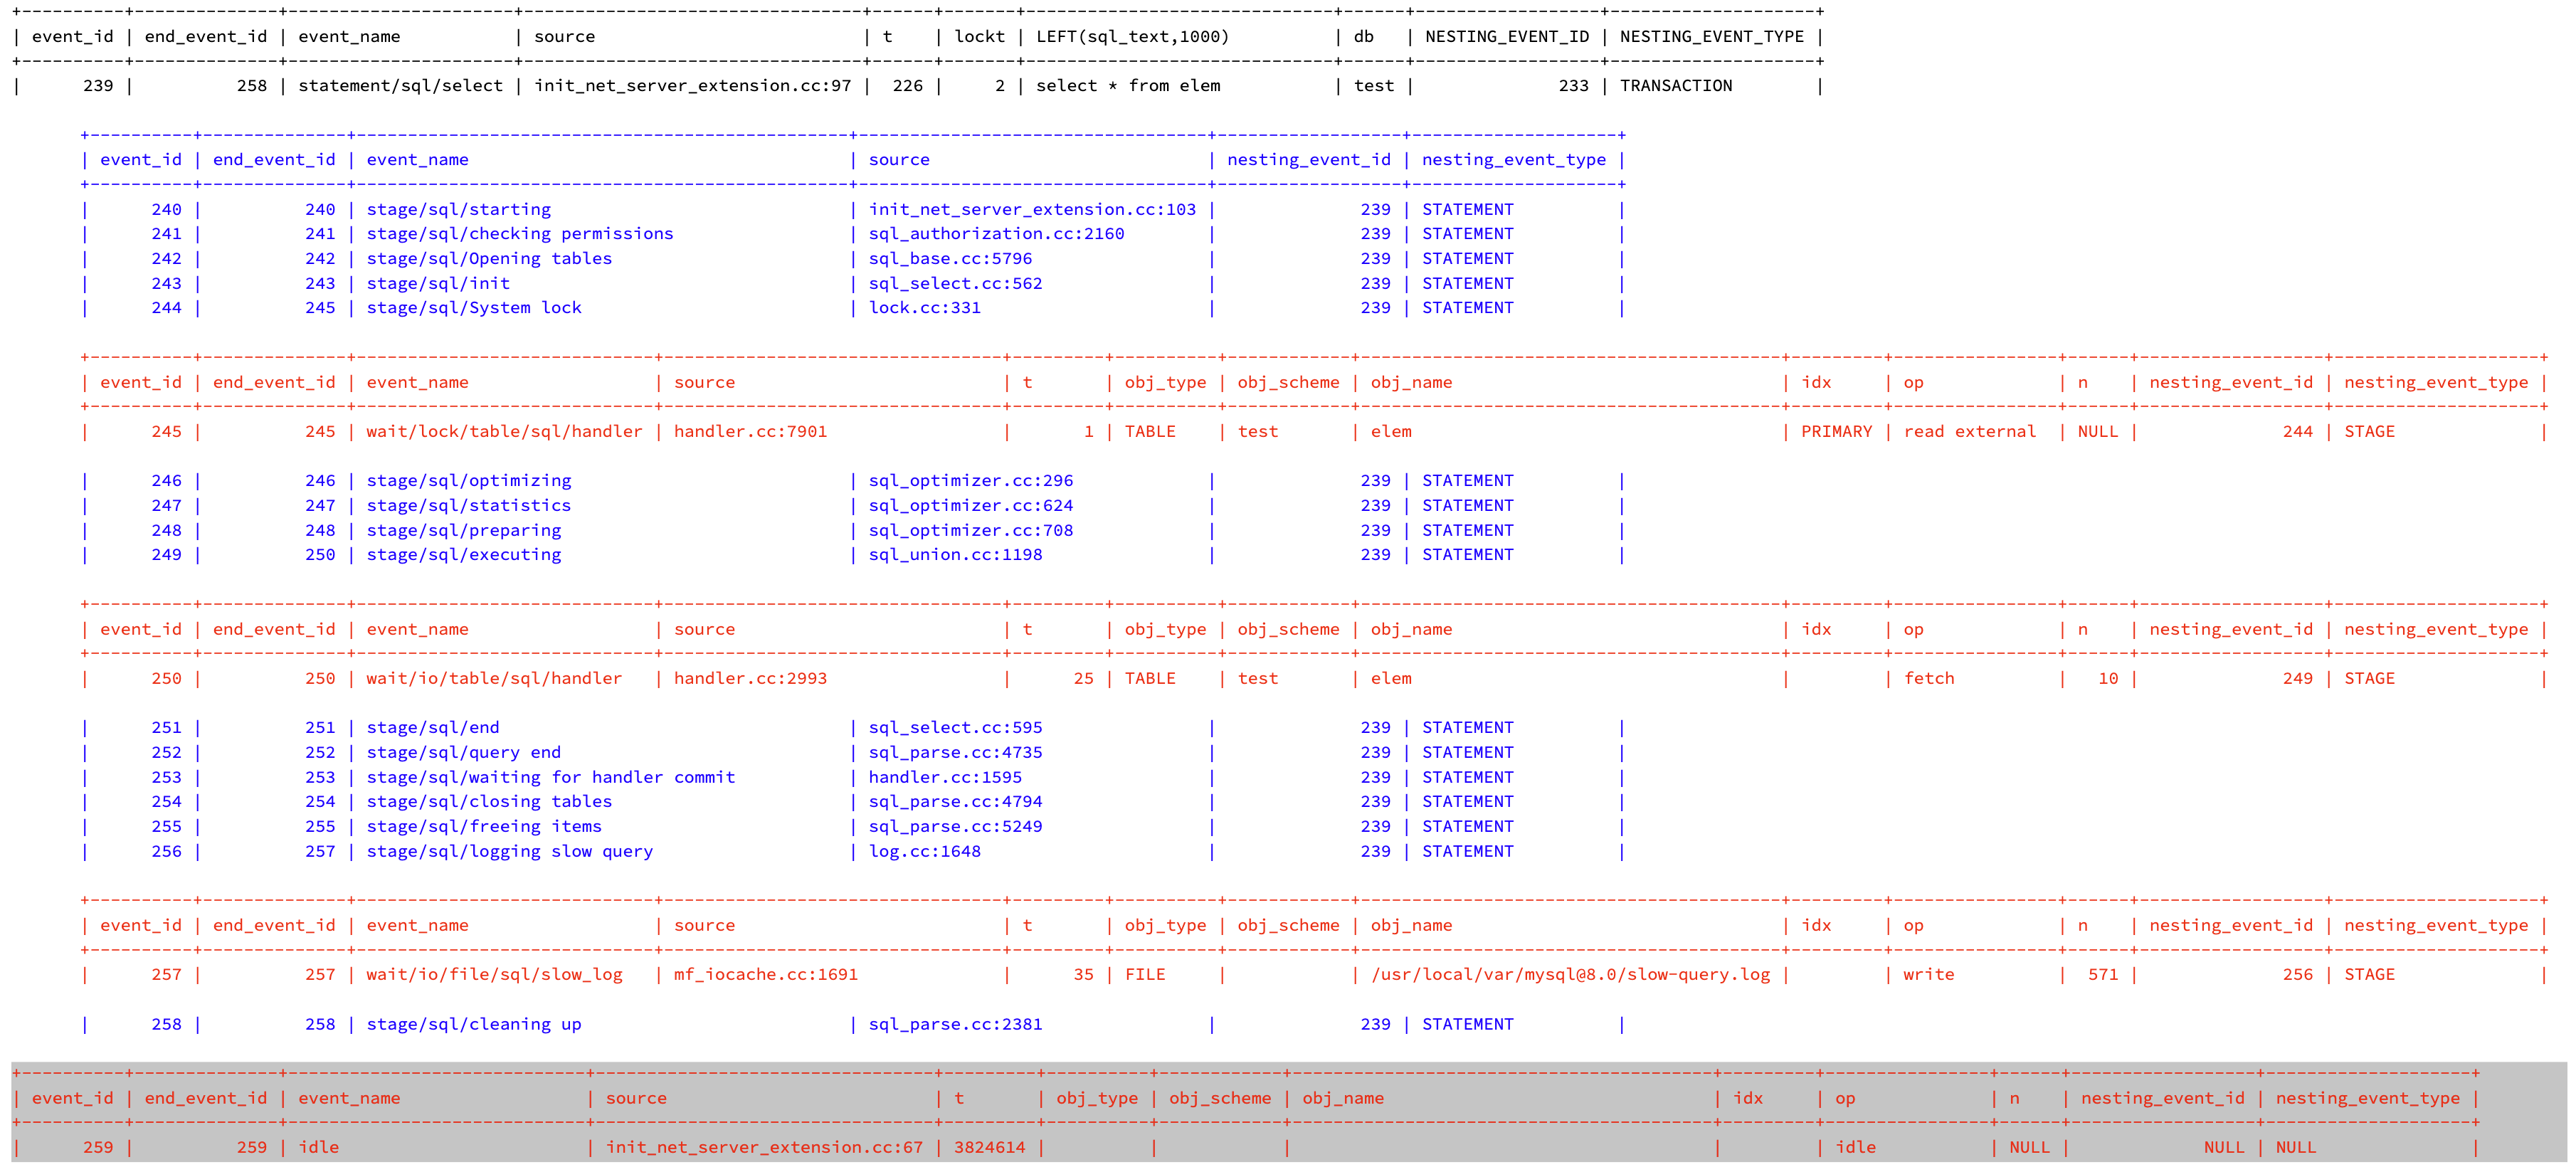 +----------+--------------+----------------------+----------------------------------+------+-------+------------------------------+------+------------------+--------------------+
| event_id | end_event_id | event_name           | source                           | t    | lockt | LEFT(sql_text,1000)          | db   | NESTING_EVENT_ID | NESTING_EVENT_TYPE |
+----------+--------------+----------------------+----------------------------------+------+-------+------------------------------+------+------------------+--------------------+
|      239 |          258 | statement/sql/select | init_net_server_extension.cc:97 |  226 |     2 | select * from elem           | test |              233 | TRANSACTION        |
+----------+--------------+------------------------------------------------+----------------------------------+------------------+--------------------+
| event_id | end_event_id | event_name                                     | source                           | nesting_event_id | nesting_event_type |
+----------+--------------+------------------------------------------------+----------------------------------+------------------+--------------------+
|      240 |          240 | stage/sql/starting                             | init_net_server_extension.cc:103 |              239 | STATEMENT          |
|      241 |          241 | stage/sql/checking permissions                 | sql_authorization.cc:2160        |              239 | STATEMENT          |
|      242 |          242 | stage/sql/Opening tables                       | sql_base.cc:5796                 |              239 | STATEMENT          |
|      243 |          243 | stage/sql/init                                 | sql_select.cc:562                |              239 | STATEMENT          |
|      244 |          245 | stage/sql/System lock                          | lock.cc:331                      |              239 | STATEMENT          |
+----------+--------------+-----------------------------+---------------------------------+---------+----------+------------+-----------------------------------------+---------+----------------+------+------------------+--------------------+
| event_id | end_event_id | event_name                  | source                          | t       | obj_type | obj_scheme | obj_name                                | idx     | op             | n    | nesting_event_id | nesting_event_type |
+----------+--------------+-----------------------------+---------------------------------+---------+----------+------------+-----------------------------------------+---------+----------------+------+------------------+--------------------+
|      245 |          245 | wait/lock/table/sql/handler | handler.cc:7901                 |       1 | TABLE    | test       | elem                                    | PRIMARY | read external  | NULL |              244 | STAGE              |
|      246 |          246 | stage/sql/optimizing                           | sql_optimizer.cc:296             |              239 | STATEMENT          |
|      247 |          247 | stage/sql/statistics                           | sql_optimizer.cc:624             |              239 | STATEMENT          |
|      248 |          248 | stage/sql/preparing                            | sql_optimizer.cc:708             |              239 | STATEMENT          |
|      249 |          250 | stage/sql/executing                            | sql_union.cc:1198                |              239 | STATEMENT          |
+----------+--------------+-----------------------------+---------------------------------+---------+----------+------------+-----------------------------------------+---------+----------------+------+------------------+--------------------+
| event_id | end_event_id | event_name                  | source                          | t       | obj_type | obj_scheme | obj_name                                | idx     | op             | n    | nesting_event_id | nesting_event_type |
+----------+--------------+-----------------------------+---------------------------------+---------+----------+------------+-----------------------------------------+---------+----------------+------+------------------+--------------------+
|      250 |          250 | wait/io/table/sql/handler   | handler.cc:2993                 |      25 | TABLE    | test       | elem                                    |         | fetch          |   10 |              249 | STAGE              |
|      251 |          251 | stage/sql/end                                  | sql_select.cc:595                |              239 | STATEMENT          |
|      252 |          252 | stage/sql/query end                            | sql_parse.cc:4735                |              239 | STATEMENT          |
|      253 |          253 | stage/sql/waiting for handler commit           | handler.cc:1595                  |              239 | STATEMENT          |
|      254 |          254 | stage/sql/closing tables                       | sql_parse.cc:4794                |              239 | STATEMENT          |
|      255 |          255 | stage/sql/freeing items                        | sql_parse.cc:5249                |              239 | STATEMENT          |
|      256 |          257 | stage/sql/logging slow query                   | log.cc:1648                      |              239 | STATEMENT          |
+----------+--------------+-----------------------------+---------------------------------+---------+----------+------------+-----------------------------------------+---------+----------------+------+------------------+--------------------+
| event_id | end_event_id | event_name                  | source                          | t       | obj_type | obj_scheme | obj_name                                | idx     | op             | n    | nesting_event_id | nesting_event_type |
+----------+--------------+-----------------------------+---------------------------------+---------+----------+------------+-----------------------------------------+---------+----------------+------+------------------+--------------------+
|      257 |          257 | wait/io/file/sql/slow_log   | mf_iocache.cc:1691              |      35 | FILE     |            | /usr/local/var/mysql@8.0/slow-query.log |         | write          |  571 |              256 | STAGE              |
|      258 |          258 | stage/sql/cleaning up                          | sql_parse.cc:2381                |              239 | STATEMENT          |
+----------+--------------+-----------------------------+---------------------------------+---------+----------+------------+-----------------------------------------+---------+----------------+------+------------------+--------------------+
| event_id | end_event_id | event_name                  | source                          | t       | obj_type | obj_scheme | obj_name                                | idx     | op             | n    | nesting_event_id | nesting_event_type |
+----------+--------------+-----------------------------+---------------------------------+---------+----------+------------+-----------------------------------------+---------+----------------+------+------------------+--------------------+
|      259 |          259 | idle                        | init_net_server_extension.cc:67 | 3824614 |          |            |                                         |         | idle           | NULL |             NULL | NULL               |